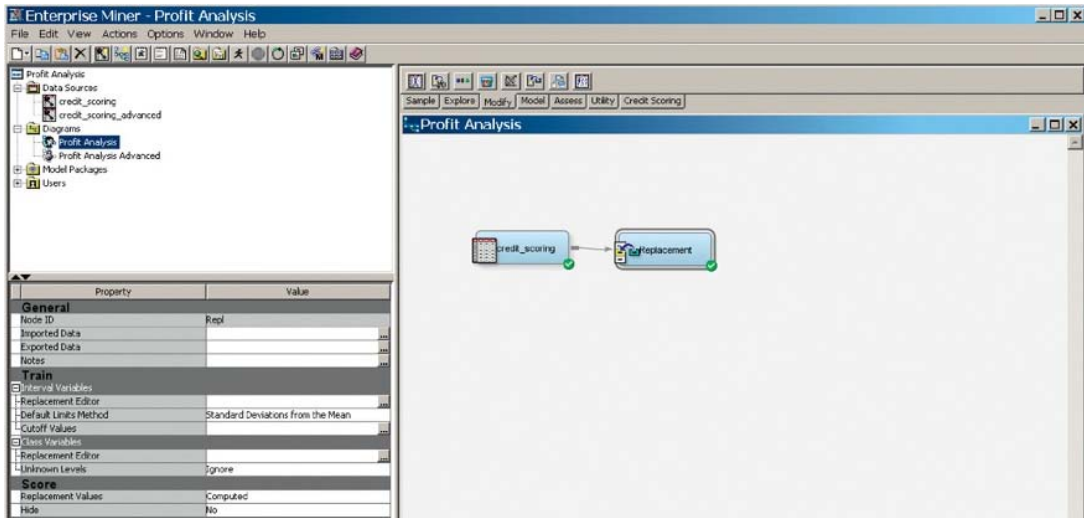 Enterprise Miner - Profit Analysis
File Edit View Actions Options Window Help
Profit Analysis
Data Sources
credit_scoring
credit_scoring_advanced
Diagrams
Profit Analysis
Profit Analysis Advanced
Model Packages
Users
Sample Explore Modify Model Assess Utility Credit Scoring
Profit Analysis
credit_scoring
Replacement
Property Value
General
Node ID Repl
Imported Data
Exported Data
Notes
Train
Interval Variables
Replacement Editor
Default Limits Method Standard Deviations from the Mean
Cutoff Values
Class Variables
Replacement Editor
Unknown Levels Ignore
Score
Replacement Values Computed
Hide No